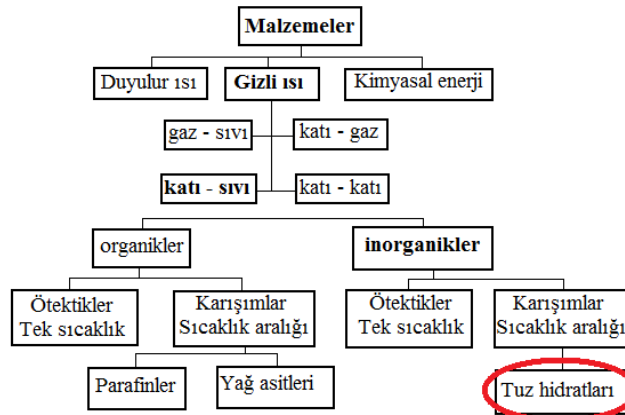 Malzemeler
Duyulur ısı
Gizli ısı
Kimyasal enerji
gaz - sıvı
katı - gaz
katı - sıvı
katı - katı
organikler
inorganikler
Ötektikler
Tek sıcaklık
Karışımlar
Sıcaklık aralığı
Ötektikler
Tek sıcaklık
Karışımlar
Sıcaklık aralığı
Parafinler
Yağ asitleri
Tuz hidratları